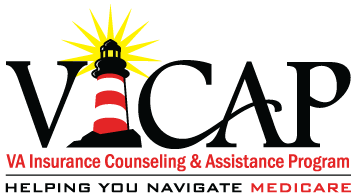 VICAP
VA Insurance Counseling & Assistance Program
HELPING YOU NAVIGATE MEDICARE